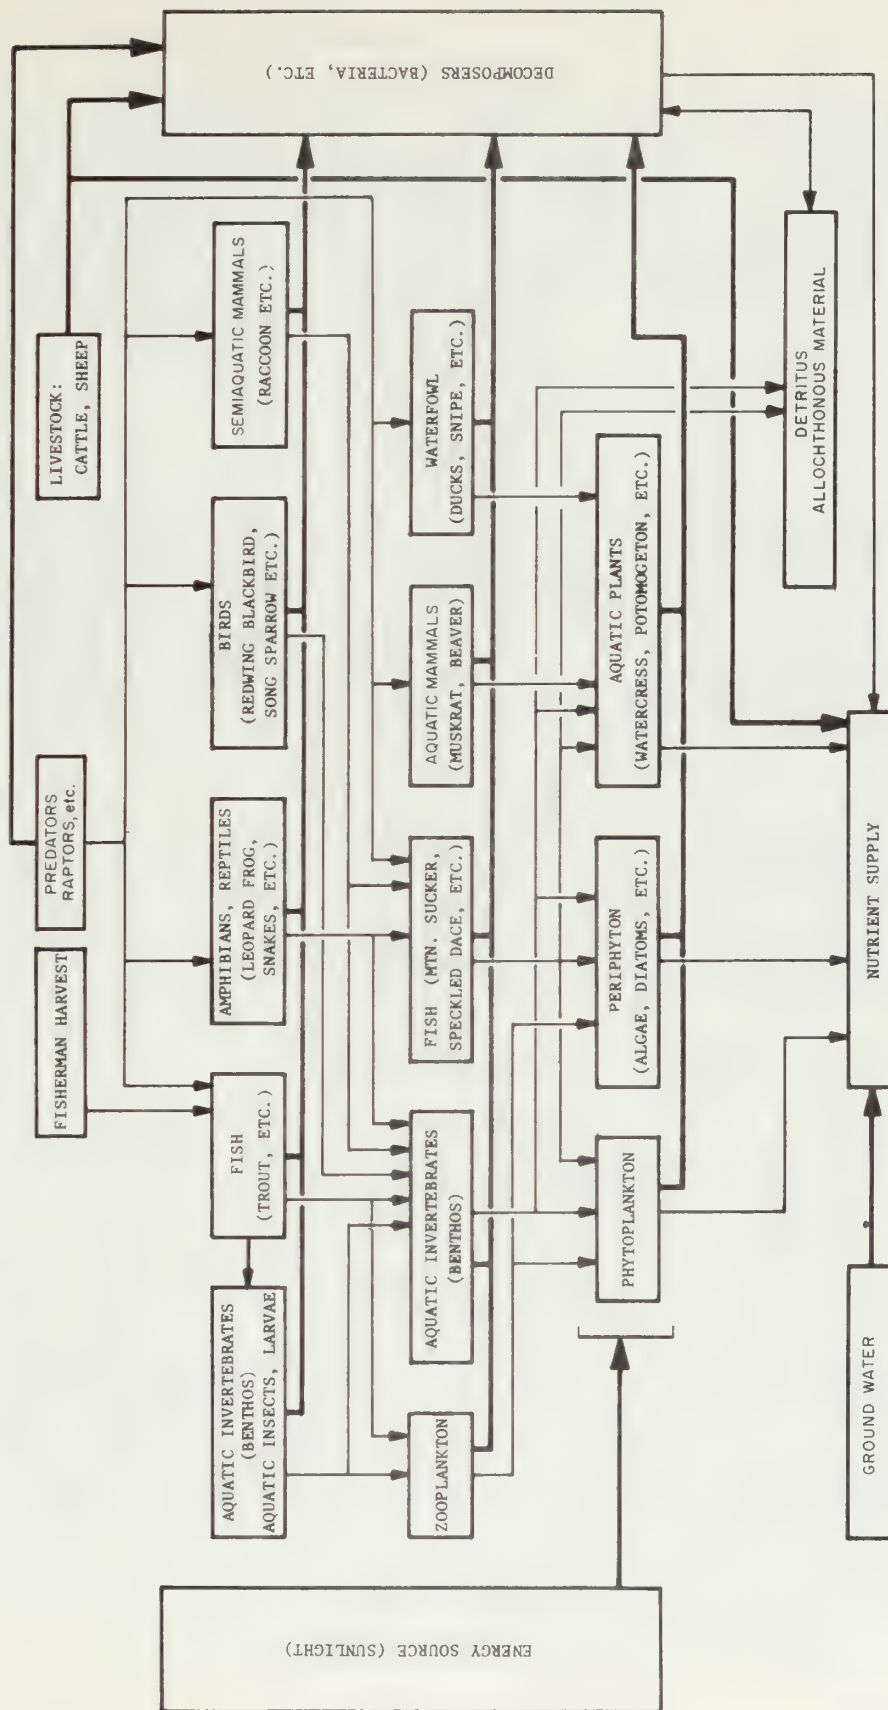 FISHERMAN HARVEST
PREDATORS
RAPTORS, etc.
LIVESTOCK:
CATTLE, SHEEP
AQUATIC INVERTEBRATES
(BENTHOS)
AQUATIC INSECTS, LARVAE
FISH
(TROUT, ETC.)
AMPHIBIANS, REPTILES
(LEOPARD FROG,
SNAKES, ETC.)
BIRDS
(REDWING BLACKBIRD,
SONG SPARROW ETC.)
SEMIAQUATIC MAMMALS
(RACCOON ETC.)
ENERGY SOURCE (SUNLIGHT)
ZOOPLANKTON
AQUATIC INVERTEBRATES
(BENTHOS)
FISH (MTN. SUCKER,
SPECKLED DACE, ETC.)
AQUATIC MAMMALS
(MUSKRAT, BEAVER)
WATERFOWL
(DUCKS, SNIPE, ETC.)
DECOMPOSERS (BACTERIA, ETC.)
PHYTOPLANKTON
PERIPHYTON
(ALGAE, DIATOMS, ETC.)
AQUATIC PLANTS
(WATERCRESS, POTOMOGETON, ETC.)
DETRITUS
ALLOCHTHONOUS MATERIAL
GROUND WATER
NUTRIENT SUPPLY